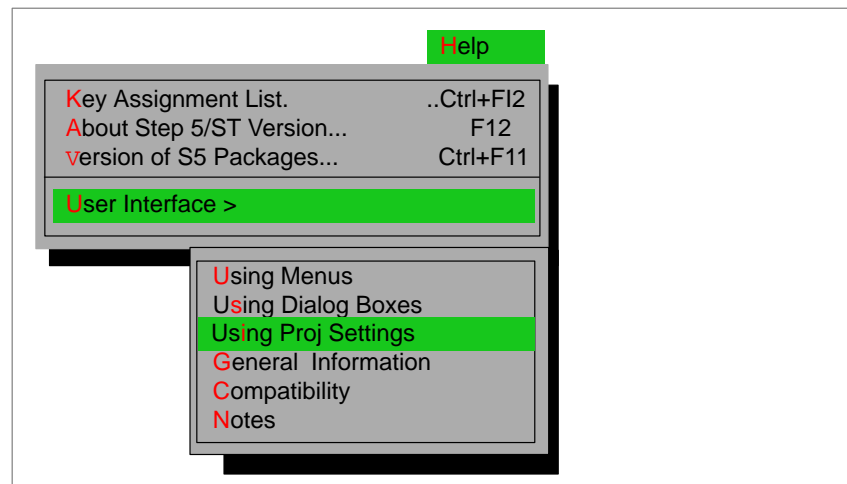 Help
Key Assignment List. ..Ctrl+FI2
About Step 5/ST Version... F12
Version of S5 Packages... Ctrl+F11
User Interface >
Using Menus
Using Dialog Boxes
Using Proj Settings
General Information
Compatibility
Notes